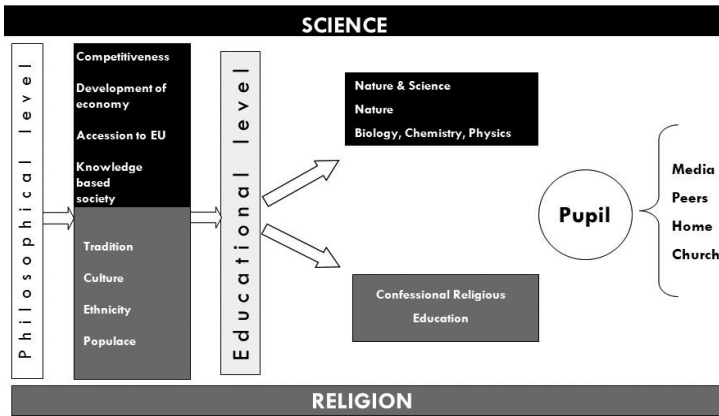 SCIENCE
Philosophical level
Competitiveness
Development of
economy
Accession to EU
Knowledge
based
society
Tradition
Culture
Ethnicity
Populace
Educational level
Nature & Science
Nature
Biology, Chemistry, Physics
Confessional Religious
Education
Pupil
Media
Peers
Home
Church
RELIGION